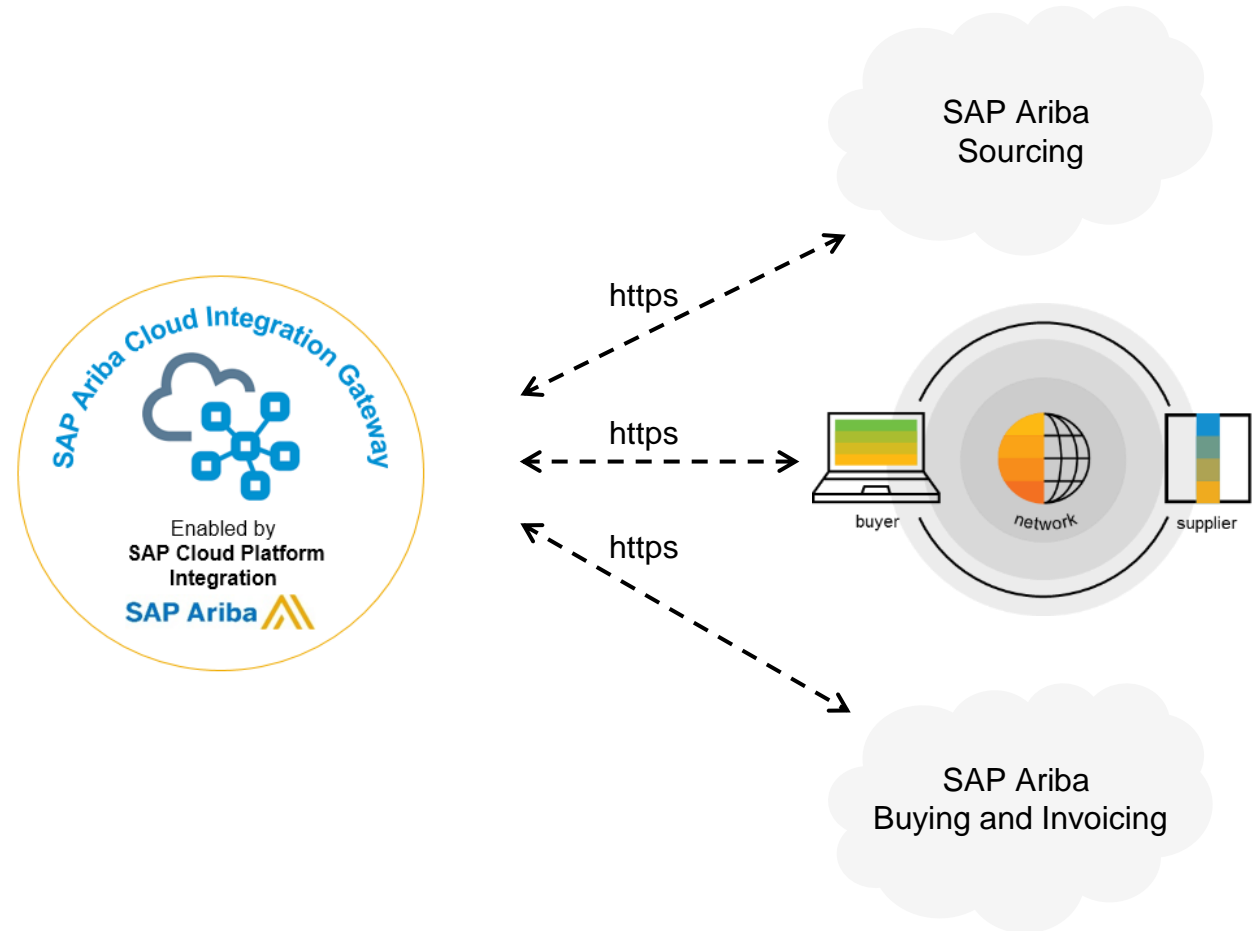 SAP Ariba
Sourcing
https
SAP Ariba Cloud Integration Gateway
https
buyer
network
supplier
Enabled by
SAP Cloud Platform
Integration
SAP Ariba
https
SAP Ariba
Buying and Invoicing